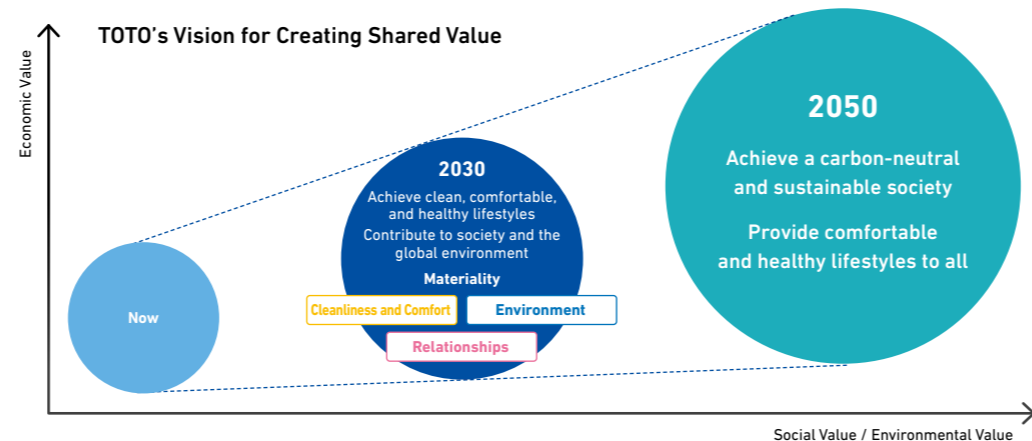 TOTO’s Vision for Creating Shared Value
Economic Value
Now
2030
Achieve clean, comfortable,
and healthy lifestyles
Contribute to society and the
global environment
Materiality
Cleanliness and Comfort
Environment
Relationships
2050
Achieve a carbon-neutral
and sustainable society
Provide comfortable
and healthy lifestyles to all
Social Value / Environmental Value